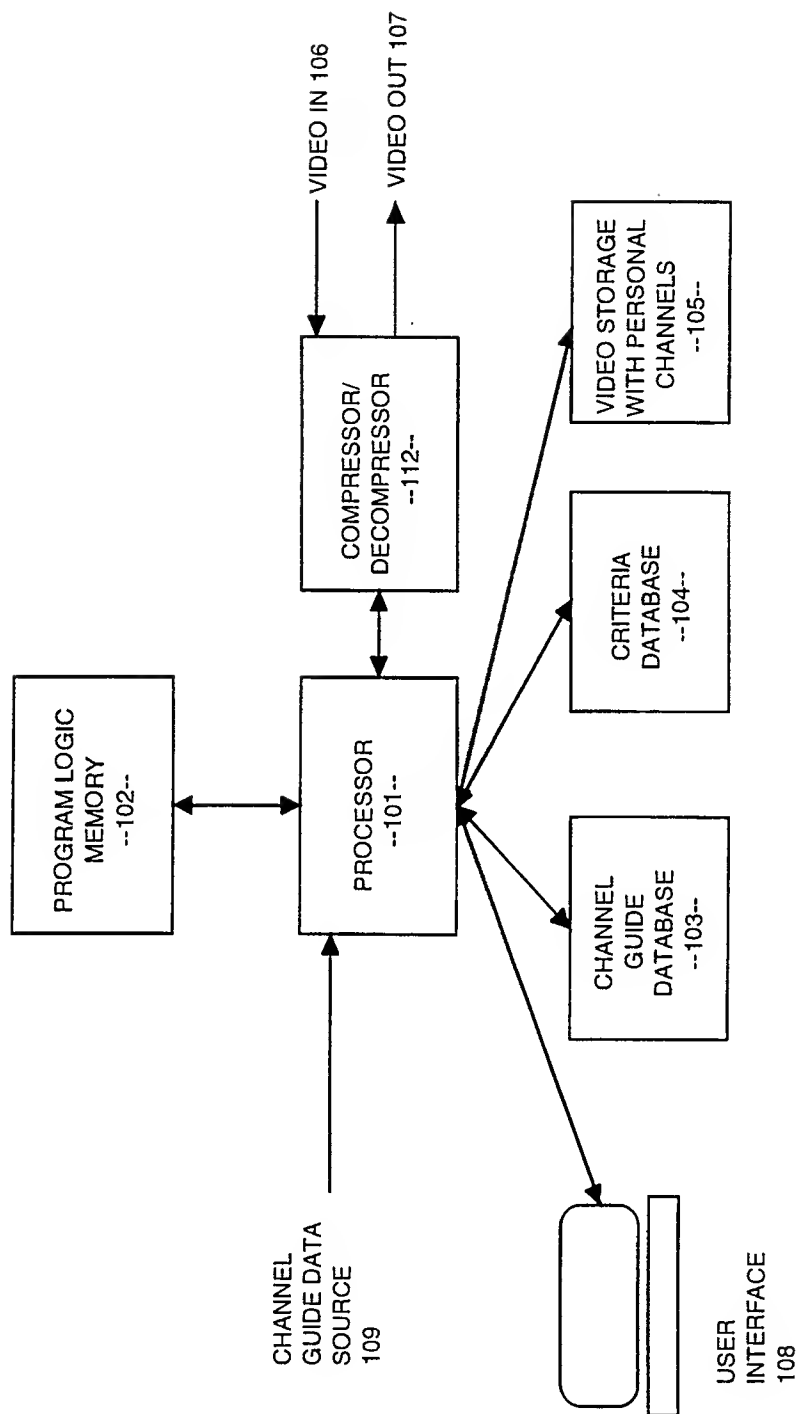 PROGRAM LOGIC
MEMORY
--102--
CHANNEL
GUIDE DATA
SOURCE
109
PROCESSOR
--101--
COMPRESSOR/
DECOMPRESSOR
--112--
VIDEO IN 106
VIDEO OUT 107
USER
INTERFACE
108
CHANNEL
GUIDE
DATABASE
--103--
CRITERIA
DATABASE
--104--
VIDEO STORAGE
WITH PERSONAL
CHANNELS
--105--